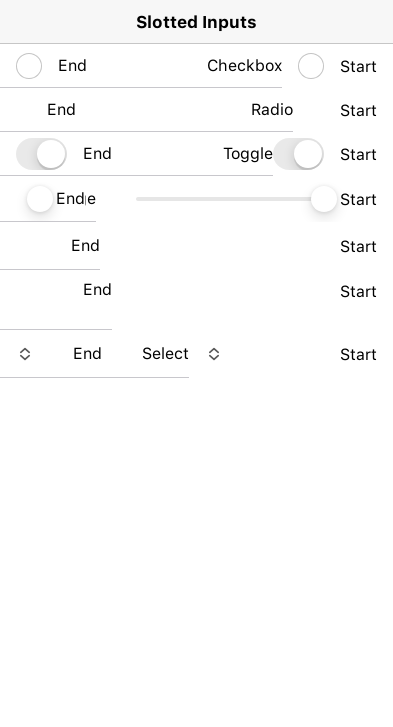 Slotted Inputs
End Checkbox Start
End Radio Start
End Toggle Start
End Start
End Start
End Start
End Select Start